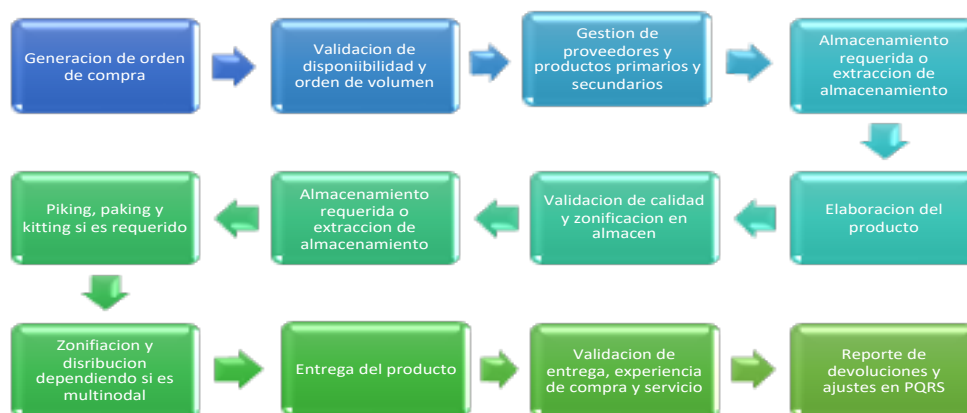 Generacion de orden
de compra
Validacion de
disponiibilidad y
orden de volumen
Gestion de
proveedores y
productos primarios y
secundarios
Almacenamiento
requerida o
extraccion de
almacenamiento
Elaboracion del
producto
Validacion de calidad
y zonificacion en
almacen
Almacenamiento
requerida o
extraccion de
almacenamiento
Piking, paking y
kitting si es requerido
Zonifiacion y
disribucion
dependiendo si es
multinodal
Entrega del producto
Validacion de
entrega, experiencia
de compra y servicio
Reporte de
devoluciones y
ajustes en PQRS